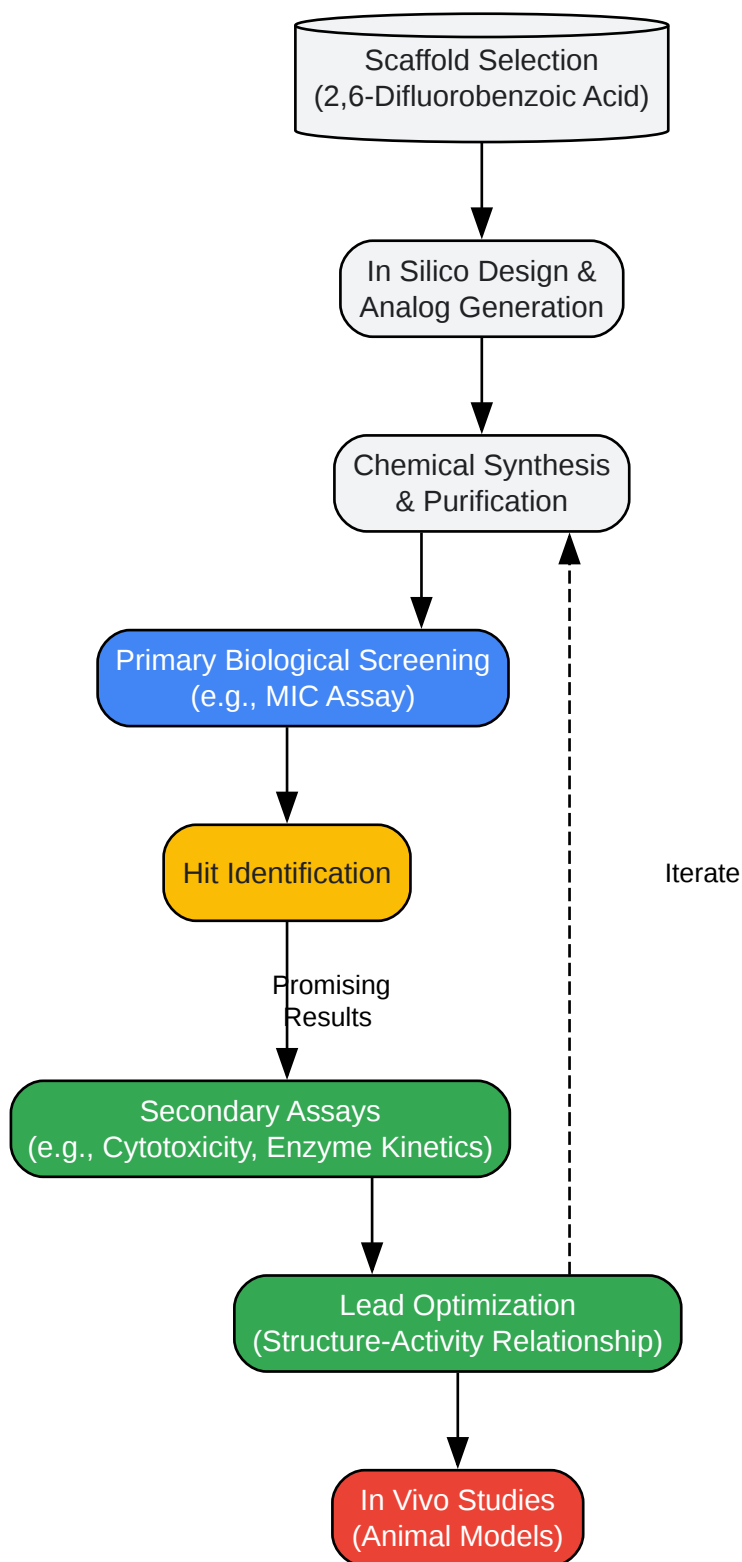 Scaffold Selection
(2,6-Difluorobenzoic Acid)
In Silico Design &
Analog Generation
Chemical Synthesis
& Purification
Primary Biological Screening
(e.g., MIC Assay)
Hit Identification
Iterate
Promising
Results
Secondary Assays
(e.g., Cytotoxicity, Enzyme Kinetics)
Lead Optimization
(Structure-Activity Relationship)
In Vivo Studies
(Animal Models)